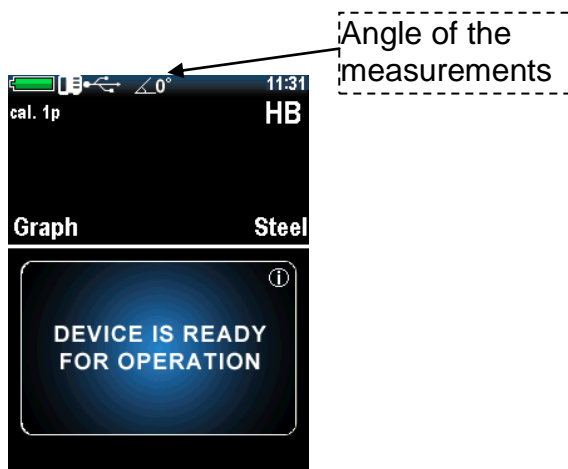 Angle of the
measurements
0° 11:31
cal. 1p HB
Graph Steel
DEVICE IS READY
FOR OPERATION